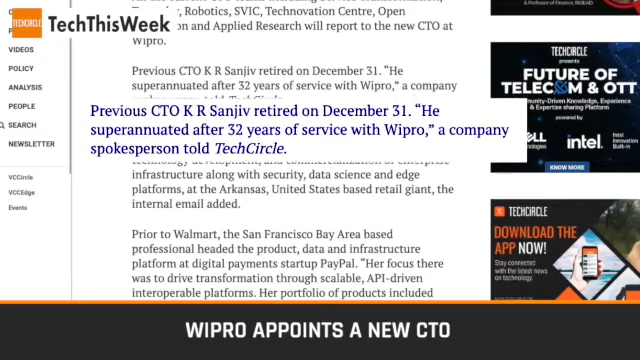 TECHCIRCLE
TechThisWeek
VIDEOS
POLICY
ANALYSIS
PEOPLE
SEARCH
NEWSLETTER
VCCircle
VCCEdge
Events
Robotics, SVIC, Technovation Centre, Open
and Applied Research will report to the new CTO at
Wipro.
Previous CTO K R Sanjiv retired on December 31. “He
superannuated after 32 years of service with Wipro,” a company
Previous CTO K R Sanjiv retired on December 31. “He
superannuated after 32 years of service with Wipro,” a company
spokesperson told TechCircle.
infrastructure along with security, data science and edge
platforms, at the Arkansas, United States based retail giant, the
internal email added.
Prior to Walmart, the San Francisco Bay Area based
professional headed the product, data and infrastructure
platform at digital payments startup PayPal. “Her focus there
was to drive transformation through scalable, API-driven
interoperable platforms. Her portfolio of products included
& Professor of Finance, INSEAD
TECHCIRCLE
presents
FUTURE OF
TELECOM & OTT
Community-Driven Knowledge, Experience
& Expertise sharing Platform
powered by
intel.
KNOW MORE
TECHCIRCLE
DOWNLOAD THE
APP NOW!
Stay connected
with the latest news
on technology.
WIPRO APPOINTS A NEW CTO